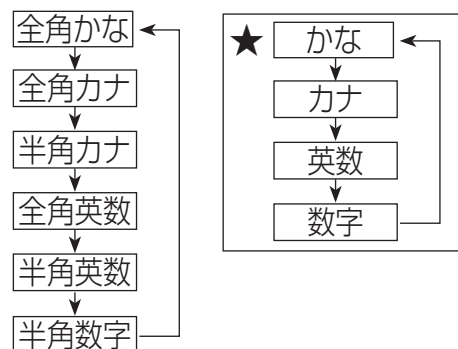 全角かな
全角カナ
半角カナ
全角英数
半角英数
半角数字
★ かな
カナ
英数
数字